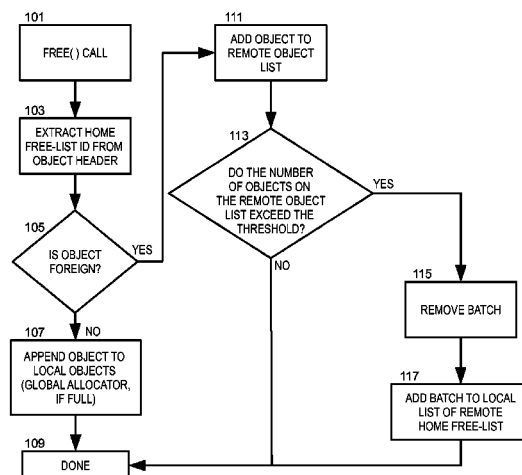 101
FREE( ) CALL
103
EXTRACT HOME
FREE-LIST ID FROM
OBJECT HEADER
105
IS OBJECT
FOREIGN?
YES
NO
107
APPEND OBJECT TO
LOCAL OBJECTS
(GLOBAL ALLOCATOR,
IF FULL)
109
DONE
111
ADD OBJECT TO
REMOTE OBJECT
LIST
113
DO THE NUMBER
OF OBJECTS ON
THE REMOTE OBJECT
LIST EXCEED THE
THRESHOLD?
YES
NO
115
REMOVE BATCH
117
ADD BATCH TO LOCAL
LIST OF REMOTE
HOME FREE-LIST